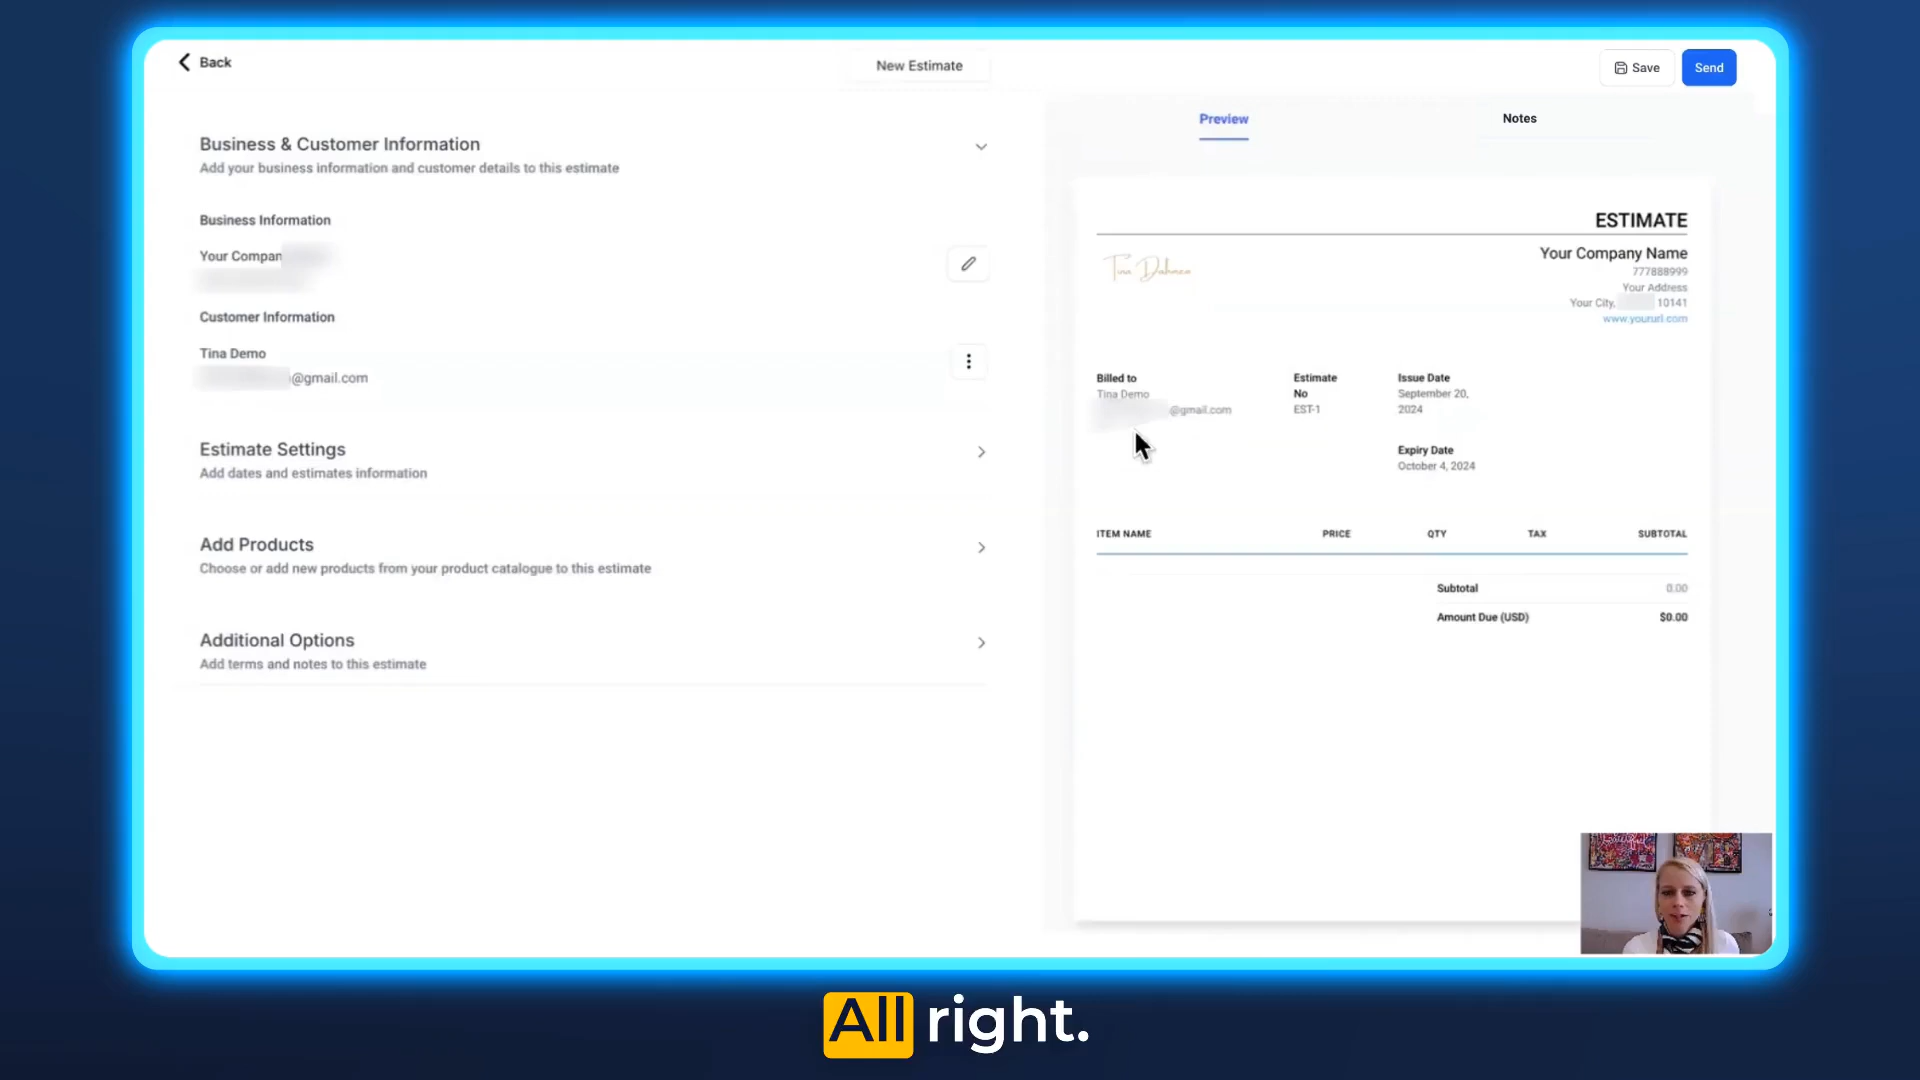 Back
New Estimate
Save
Send
Business & Customer Information
Add your business information and customer details to this estimate
Business Information
Your Compan
Customer Information
Tina Demo
@gmail.com
Estimate Settings
Add dates and estimates information
Add Products
Choose or add new products from your product catalogue to this estimate
Additional Options
Add terms and notes to this estimate
Preview
Notes
ESTIMATE
Your Company Name
777888999
Your Address
Your City, 10141
www.yoururl.com
Billed to
Tina Demo
@gmail.com
Estimate
No
EST-1
Issue Date
September 20,
2024
Expiry Date
October 4, 2024
ITEM NAME PRICE QTY TAX SUBTOTAL
Subtotal 0.00
Amount Due (USD) $0.00
All right.